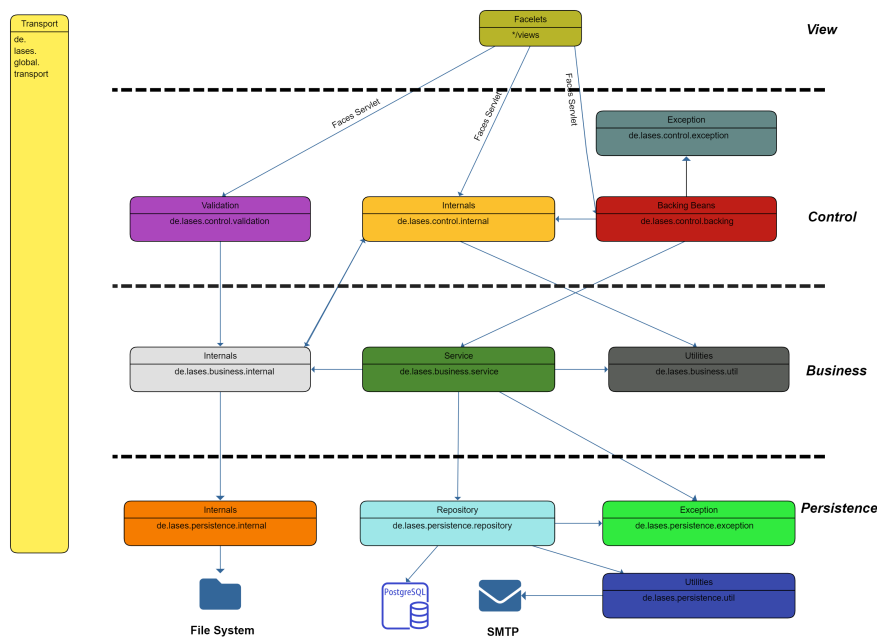 Transport
de.
lases.
global.
transport
Facelets
*/views
View
Faces Servlet
Faces Servlet
Faces Servlet
Exception
de.lases.control.exception
Validation
de.lases.control.validation
Internals
de.lases.control.internal
Backing Beans
de.lases.control.backing
Control
Internals
de.lases.business.internal
Service
de.lases.business.service
Utilities
de.lases.business.util
Business
Internals
de.lases.persistence.internal
Repository
de.lases.persistence.repository
Exception
de.lases.persistence.exception
Persistence
PostgreSQL
Utilities
de.lases.persistence.util
File System
SMTP